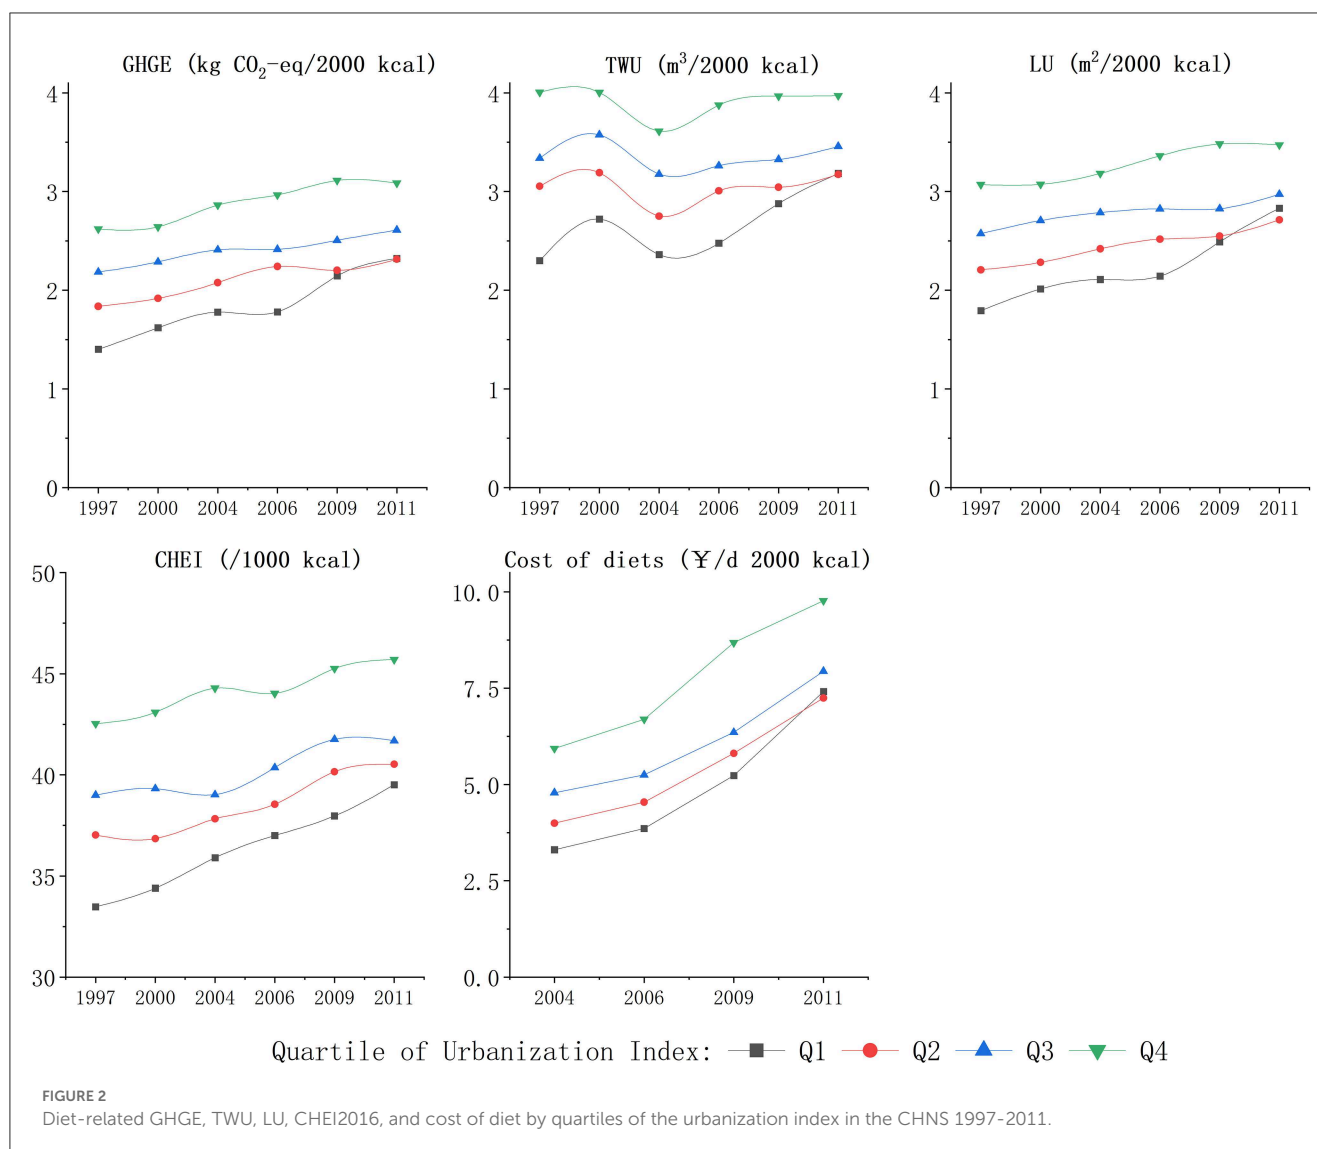 GHGE (kg CO₂-eq/2000 kcal)
4
3
2
1
0
1997 2000 2004 2006 2009 2011
TWU (m³/2000 kcal)
4
3
2
1
0
1997 2000 2004 2006 2009 2011
LU (m²/2000 kcal)
4
3
2
1
0
1997 2000 2004 2006 2009 2011
CHEI (/1000 kcal)
50
45
40
35
30
1997 2000 2004 2006 2009 2011
Cost of diets (¥/d 2000 kcal)
10.0
7.5
5.0
2.5
0.0
2004 2006 2009 2011
Quartile of Urbanization Index: Q1 Q2 Q3 Q4
FIGURE 2
Diet-related GHGE, TWU, LU, CHEI2016, and cost of diet by quartiles of the urbanization index in the CHNS 1997-2011.